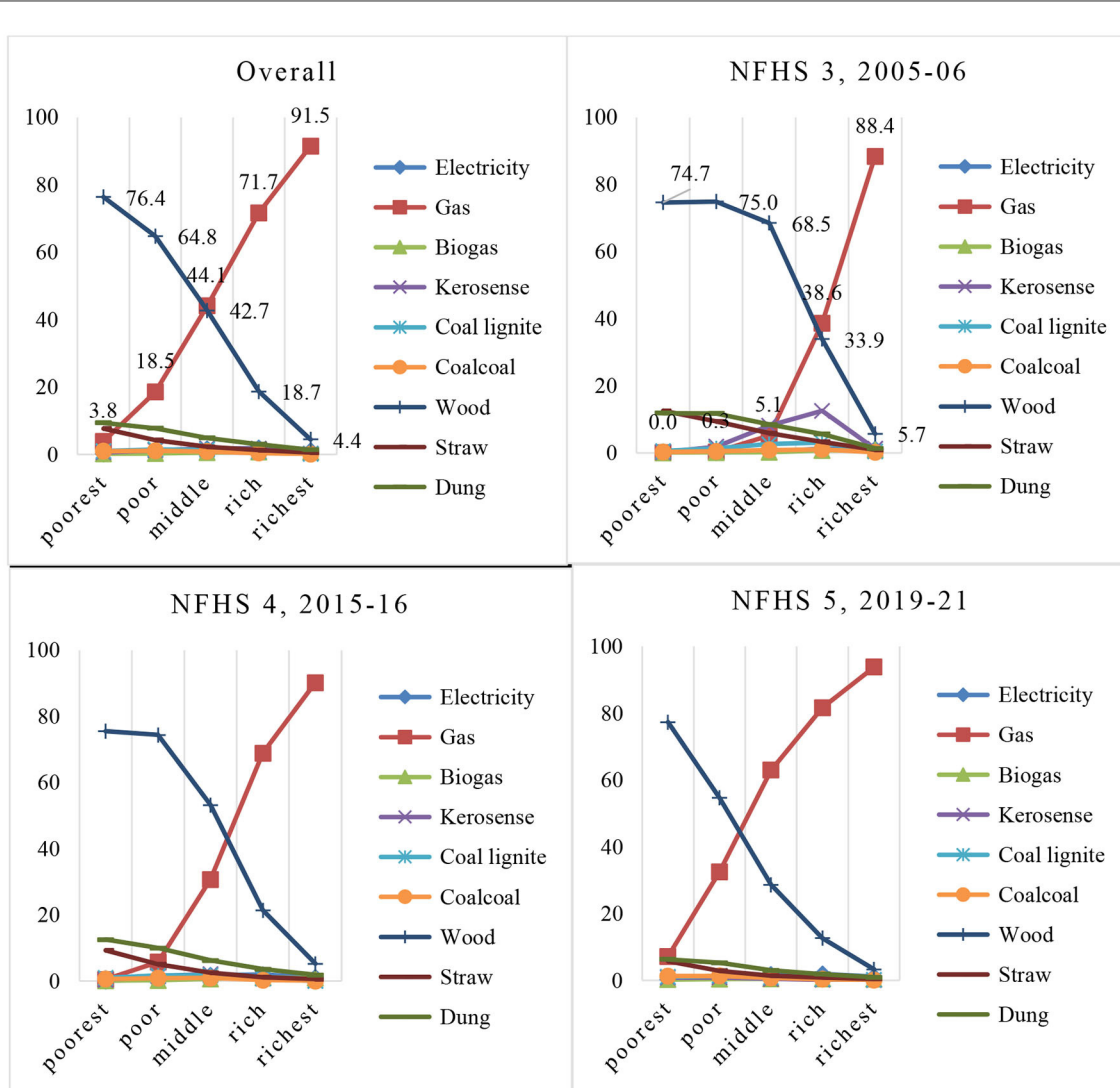 Overall
100
80
60
40
20
0
3.8
18.5
44.1
71.7
91.5
76.4
64.8
42.7
18.7
4.4
poorest
poor
middle
rich
richest
Electricity
Gas
Biogas
Kerosense
Coal lignite
Coalcoal
Wood
Straw
Dung
NFHS 3, 2005-06
100
80
60
40
20
0
0.0
0.3
5.1
38.6
88.4
74.7
75.0
68.5
33.9
5.7
poorest
poor
middle
rich
richest
Electricity
Gas
Biogas
Kerosense
Coal lignite
Coalcoal
Wood
Straw
Dung
NFHS 4, 2015-16
100
80
60
40
20
0
poorest
poor
middle
rich
richest
Electricity
Gas
Biogas
Kerosense
Coal lignite
Coalcoal
Wood
Straw
Dung
NFHS 5, 2019-21
100
80
60
40
20
0
poorest
poor
middle
rich
richest
Electricity
Gas
Biogas
Kerosense
Coal lignite
Coalcoal
Wood
Straw
Dung